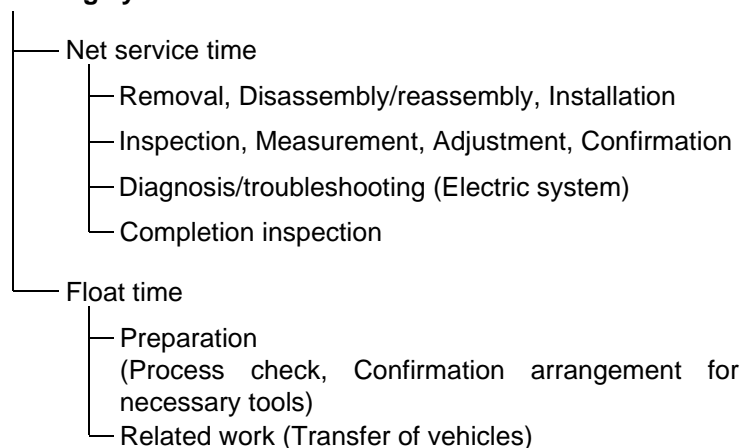 Net service time
Removal, Disassembly/reassembly, Installation
Inspection, Measurement, Adjustment, Confirmation
Diagnosis/troubleshooting (Electric system)
Completion inspection
Float time
Preparation
(Process check, Confirmation arrangement for
necessary tools)
Related work (Transfer of vehicles)